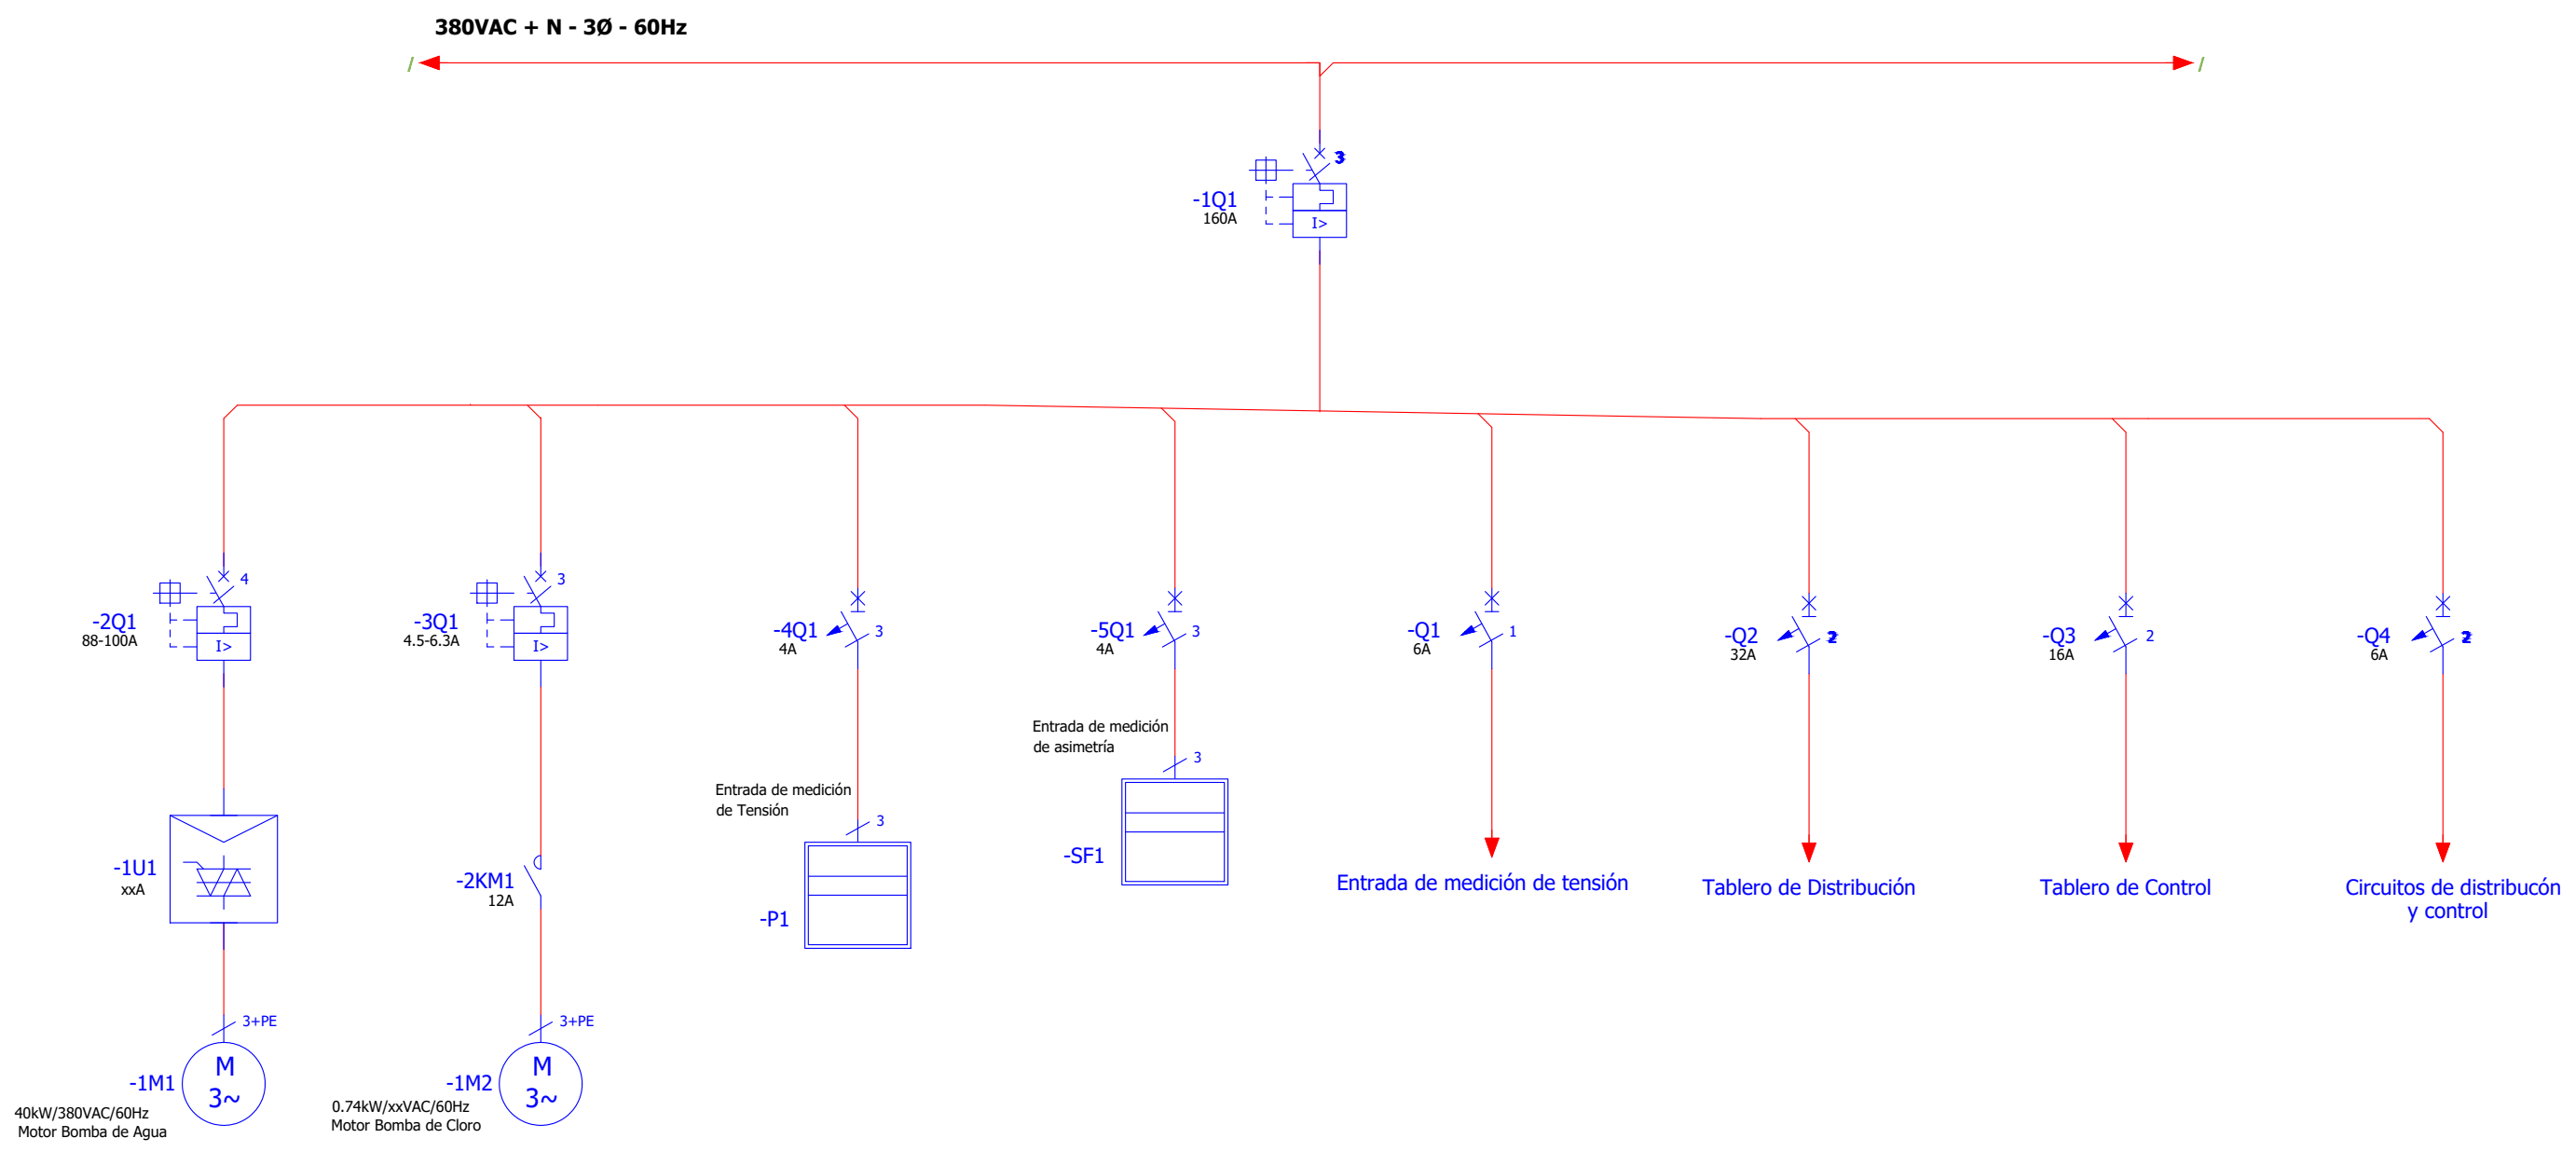 380VAC + N - 3Ø - 60Hz
/
/
3
-1Q1
160A
I>
4
-2Q1
88-100A
I>
3
-3Q1
4.5-6.3A
I>
-4Q1
4A
3
-5Q1
4A
3
-Q1
6A
1
-Q2
32A
2
-Q3
16A
2
-Q4
6A
2
Entrada de medición
de asimetría
3
Entrada de medición
de Tensión
3
-1U1
xxA
-2KM1
12A
-P1
-SF1
Entrada de medición de tensión
Tablero de Distribución
Tablero de Control
Circuitos de distribucón
y control
3+PE
3+PE
-1M1
M
3~
-1M2
M
3~
40kW/380VAC/60Hz
Motor Bomba de Agua
0.74kW/xxVAC/60Hz
Motor Bomba de Cloro